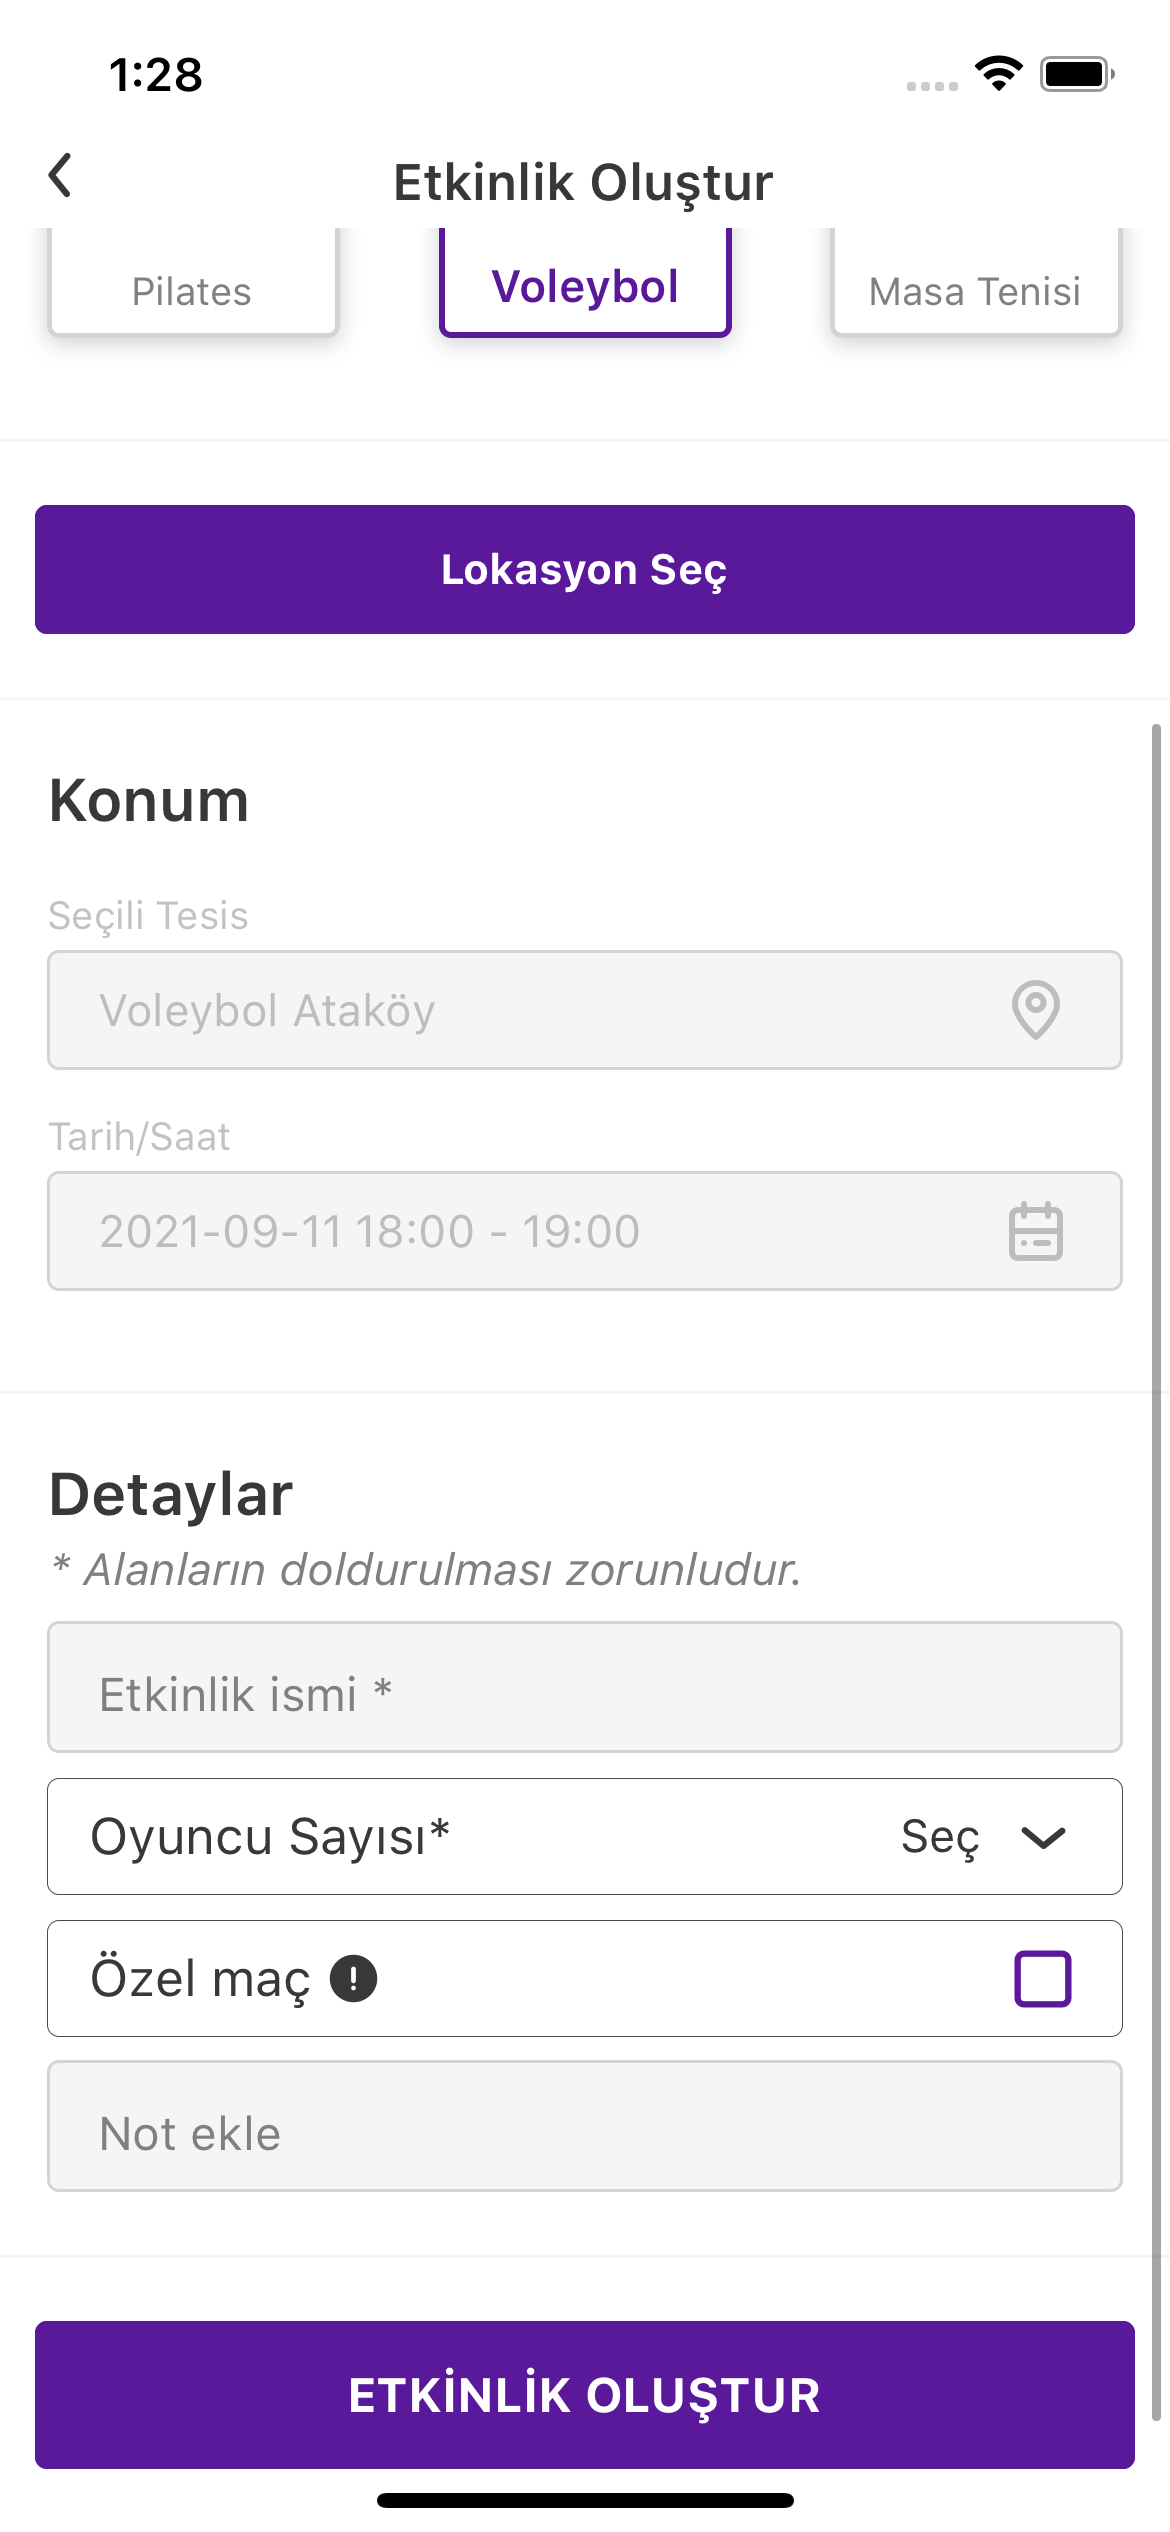 1:28
Etkinlik Oluştur
Pilates
Voleybol
Masa Tenisi
Lokasyon Seç
Konum
Seçili Tesis
Voleybol Ataköy
Tarih/Saat
2021-09-11 18:00 - 19:00
Detaylar
* Alanların doldurulması zorunludur.
Etkinlik ismi *
Oyuncu Sayısı* Seç
Özel maç
Not ekle
ETKİNLİK OLUŞTUR